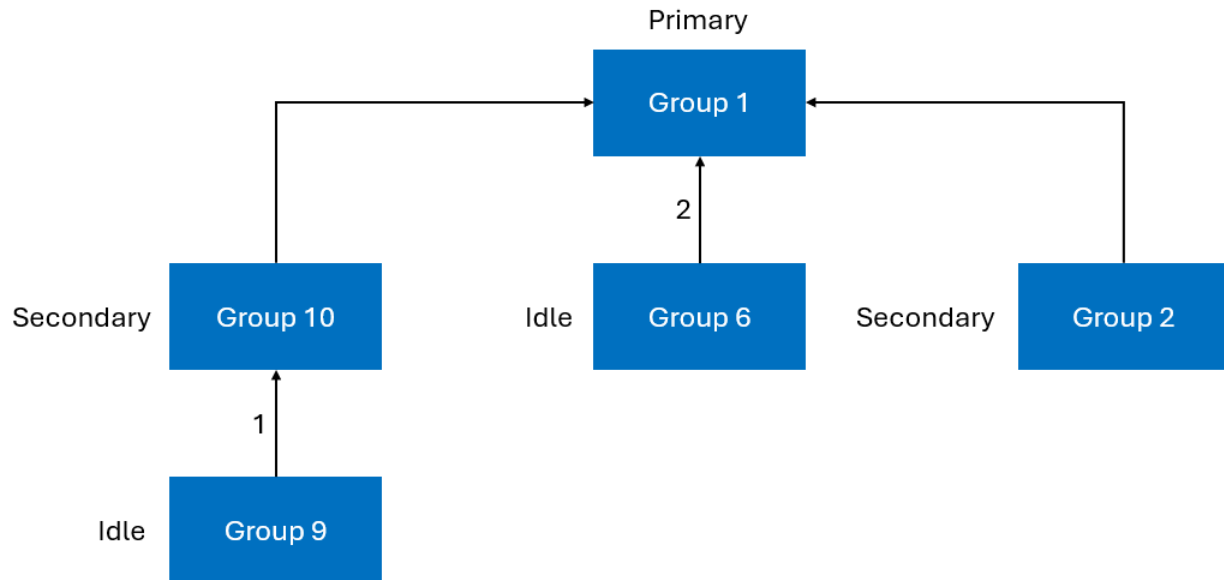 Primary
Group 1
2
Secondary
Group 10
Idle
Group 6
Secondary
Group 2
1
Idle
Group 9